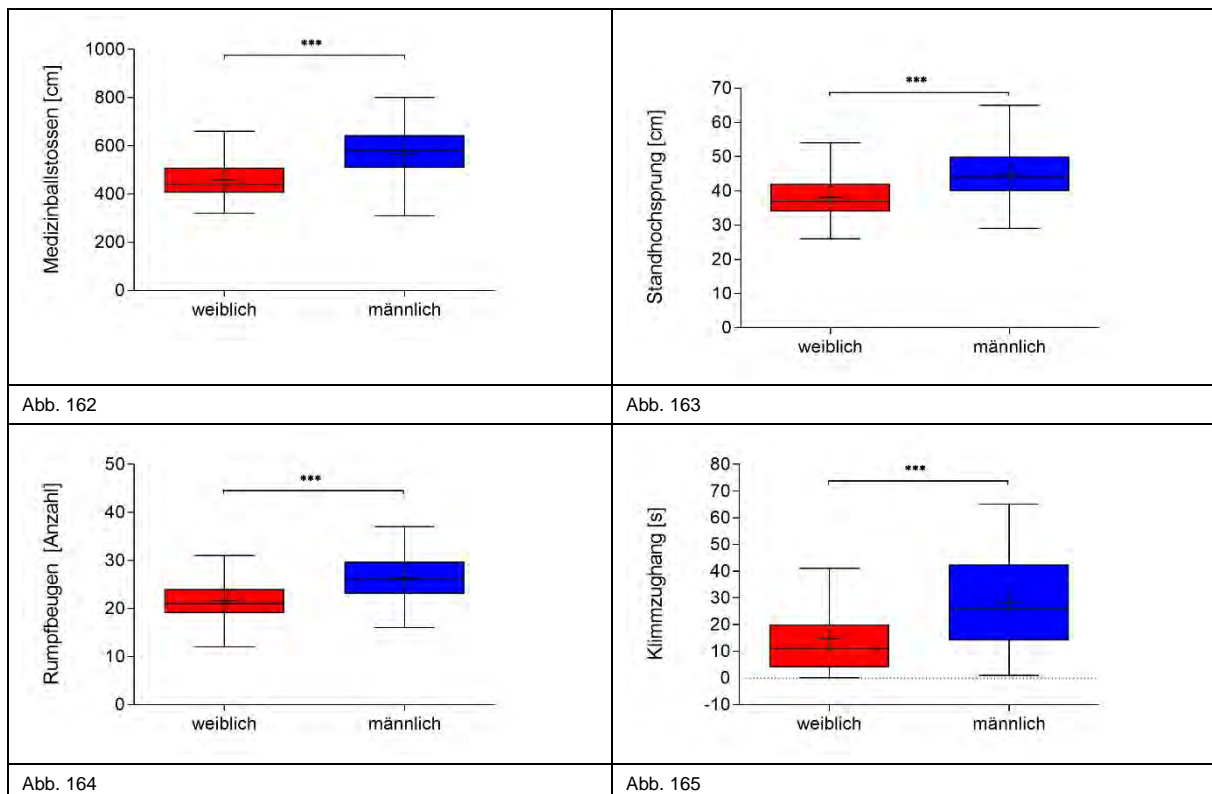 Medizinballstossen [cm]
1000
800
600
400
200
0
***
weiblich
männlich
Abb. 162
Standhochsprung [cm]
70
60
50
40
30
20
10
0
***
weiblich
männlich
Abb. 163
Rumpfbeugen [Anzahl]
50
40
30
20
10
0
***
weiblich
männlich
Abb. 164
Klimmzughang [s]
80
70
60
50
40
30
20
10
0
-10
***
weiblich
männlich
Abb. 165